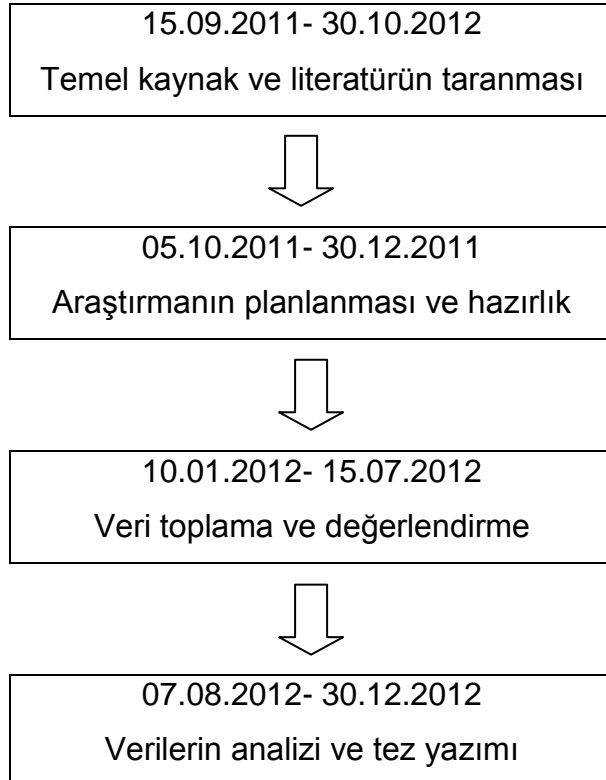 15.09.2011- 30.10.2012
Temel kaynak ve literatürün taranması
05.10.2011- 30.12.2011
Araştırmanın planlanması ve hazırlık
10.01.2012- 15.07.2012
Veri toplama ve değerlendirme
07.08.2012- 30.12.2012
Verilerin analizi ve tez yazımı